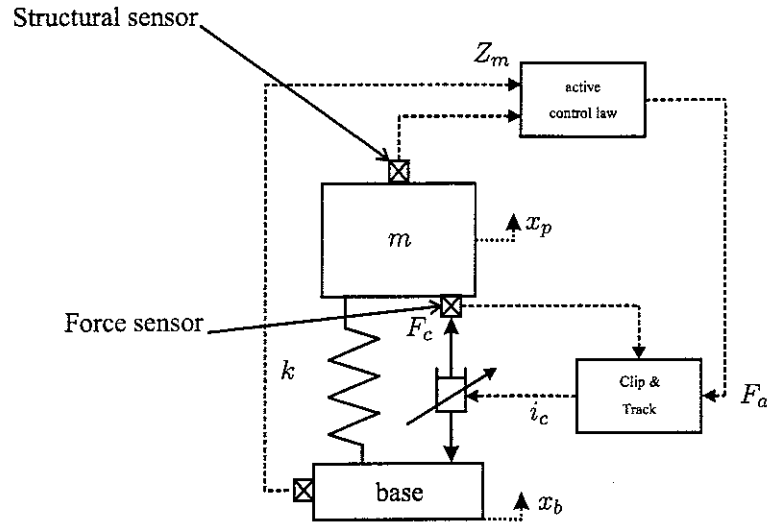 Structural sensor
Z_m
active
control law
m
x_p
Force sensor
F_c
k
Clip &
Track
F_a
i_c
base
x_b